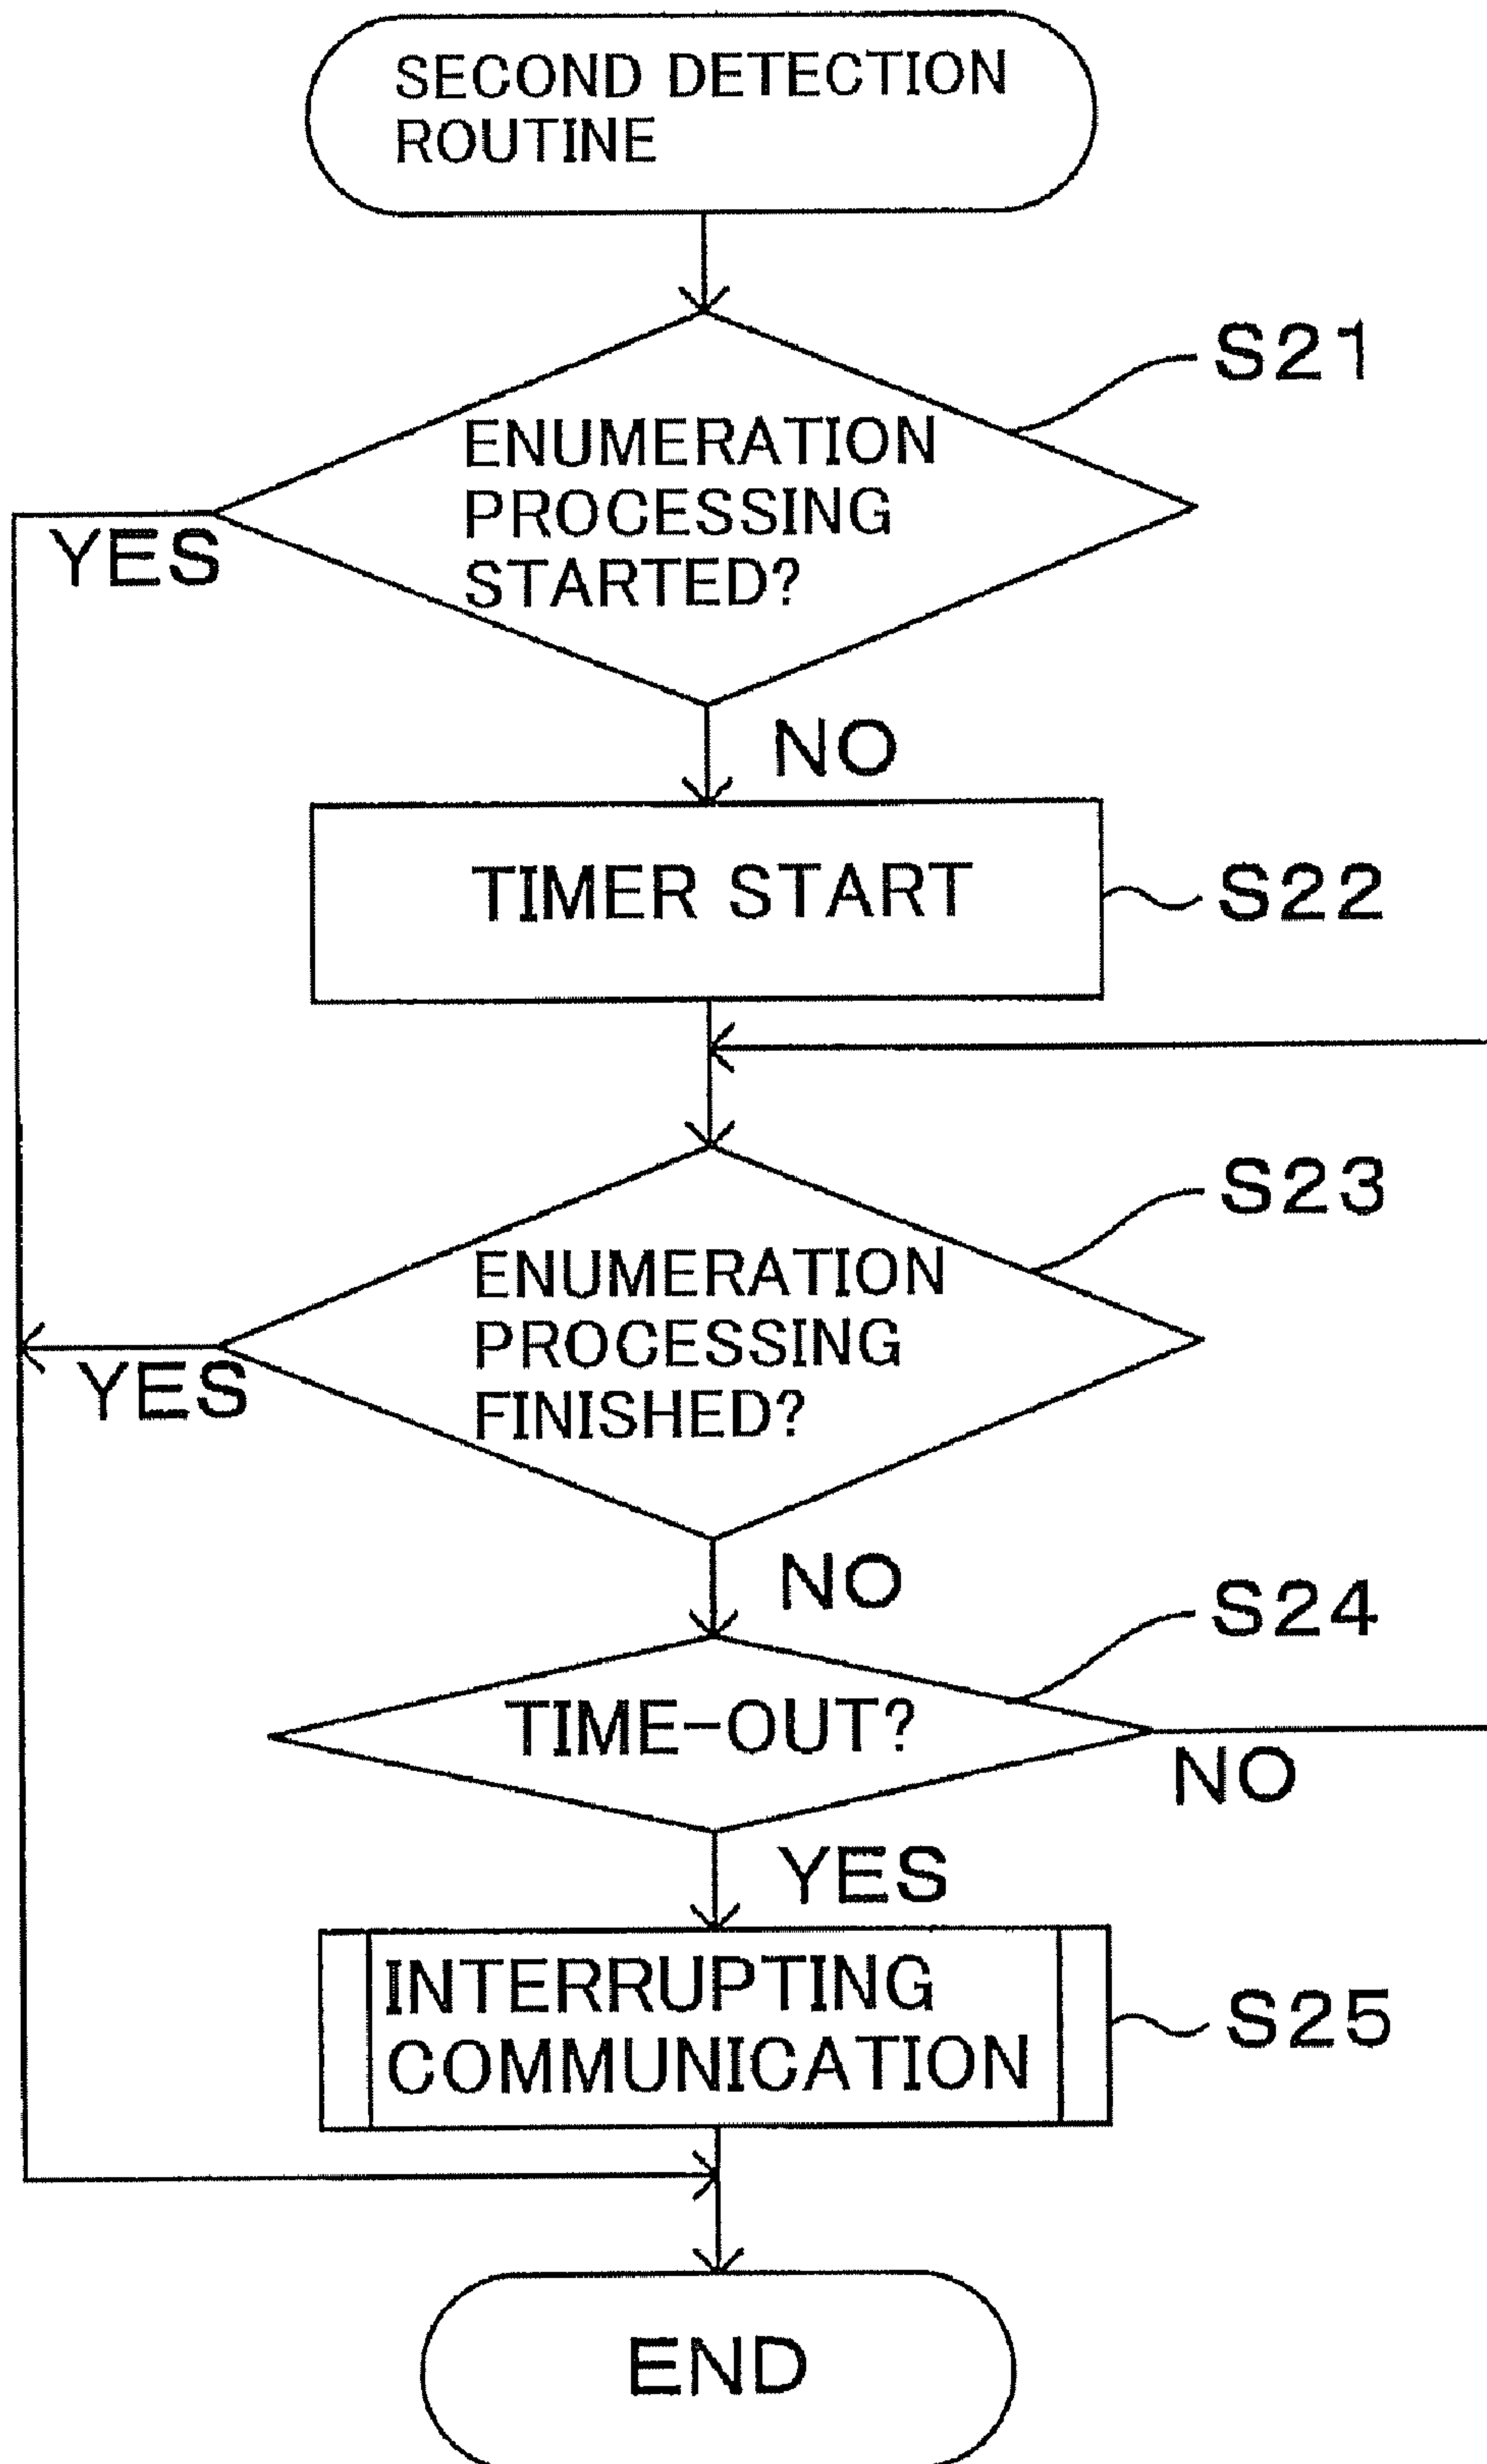 SECOND DETECTION
ROUTINE
S21
ENUMERATION
PROCESSING
STARTED?
YES
NO
TIMER START
S22
S23
ENUMERATION
PROCESSING
FINISHED?
YES
NO
S24
TIME-OUT?
NO
YES
INTERRUPTING
COMMUNICATION
S25
END